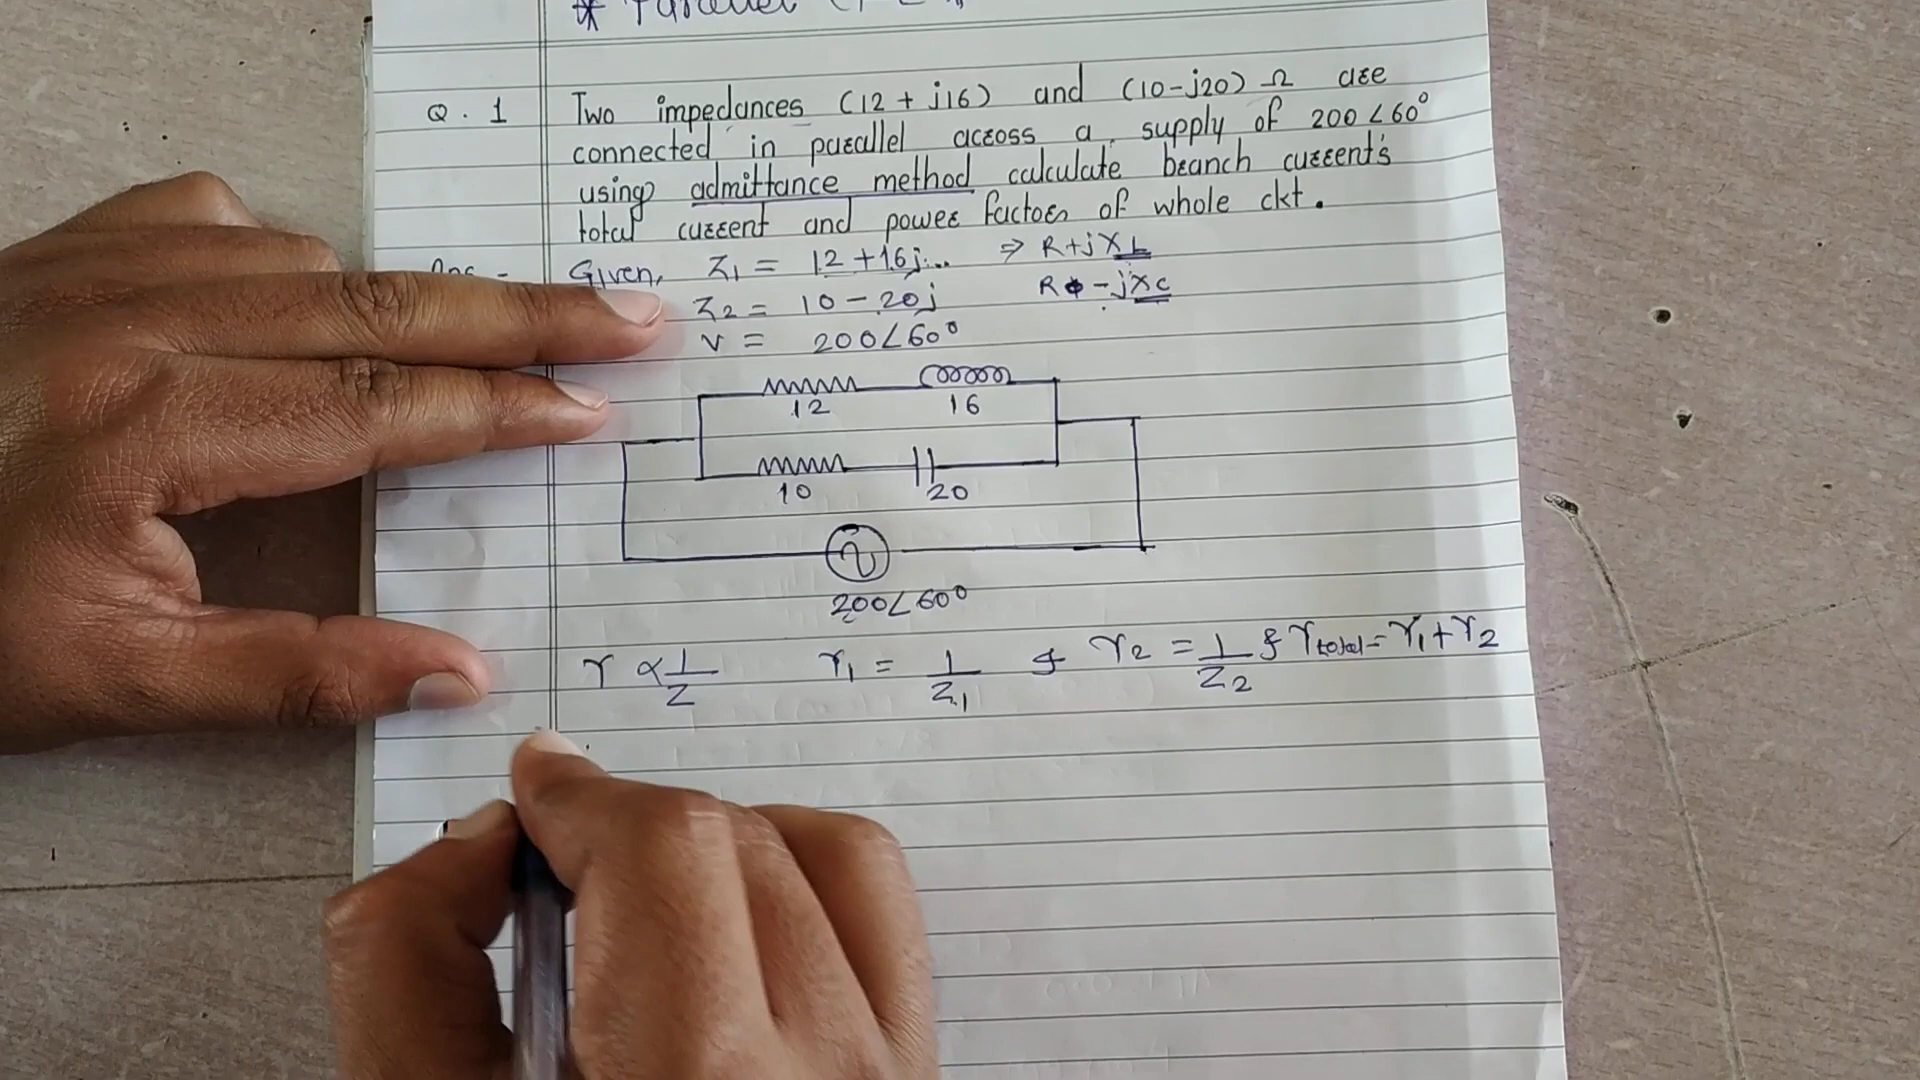 * Parallel
Q. 1 Two impedances (12 + j16) and (10-j20) Ω are
connected in parallel across a supply of 200∠60°
using admittance method calculate branch current's
total current and power factor of whole ckt.
Ans - Given, Z1 = 12 + 16j... ⇒ R+jXL
Z2 = 10 - 20j R -jXc
V = 200∠60°
12 16
10 20
200∠60°
Y ∝ 1/Z Y1 = 1/Z1 & Y2 = 1/Z2 & Ytotal = Y1+Y2